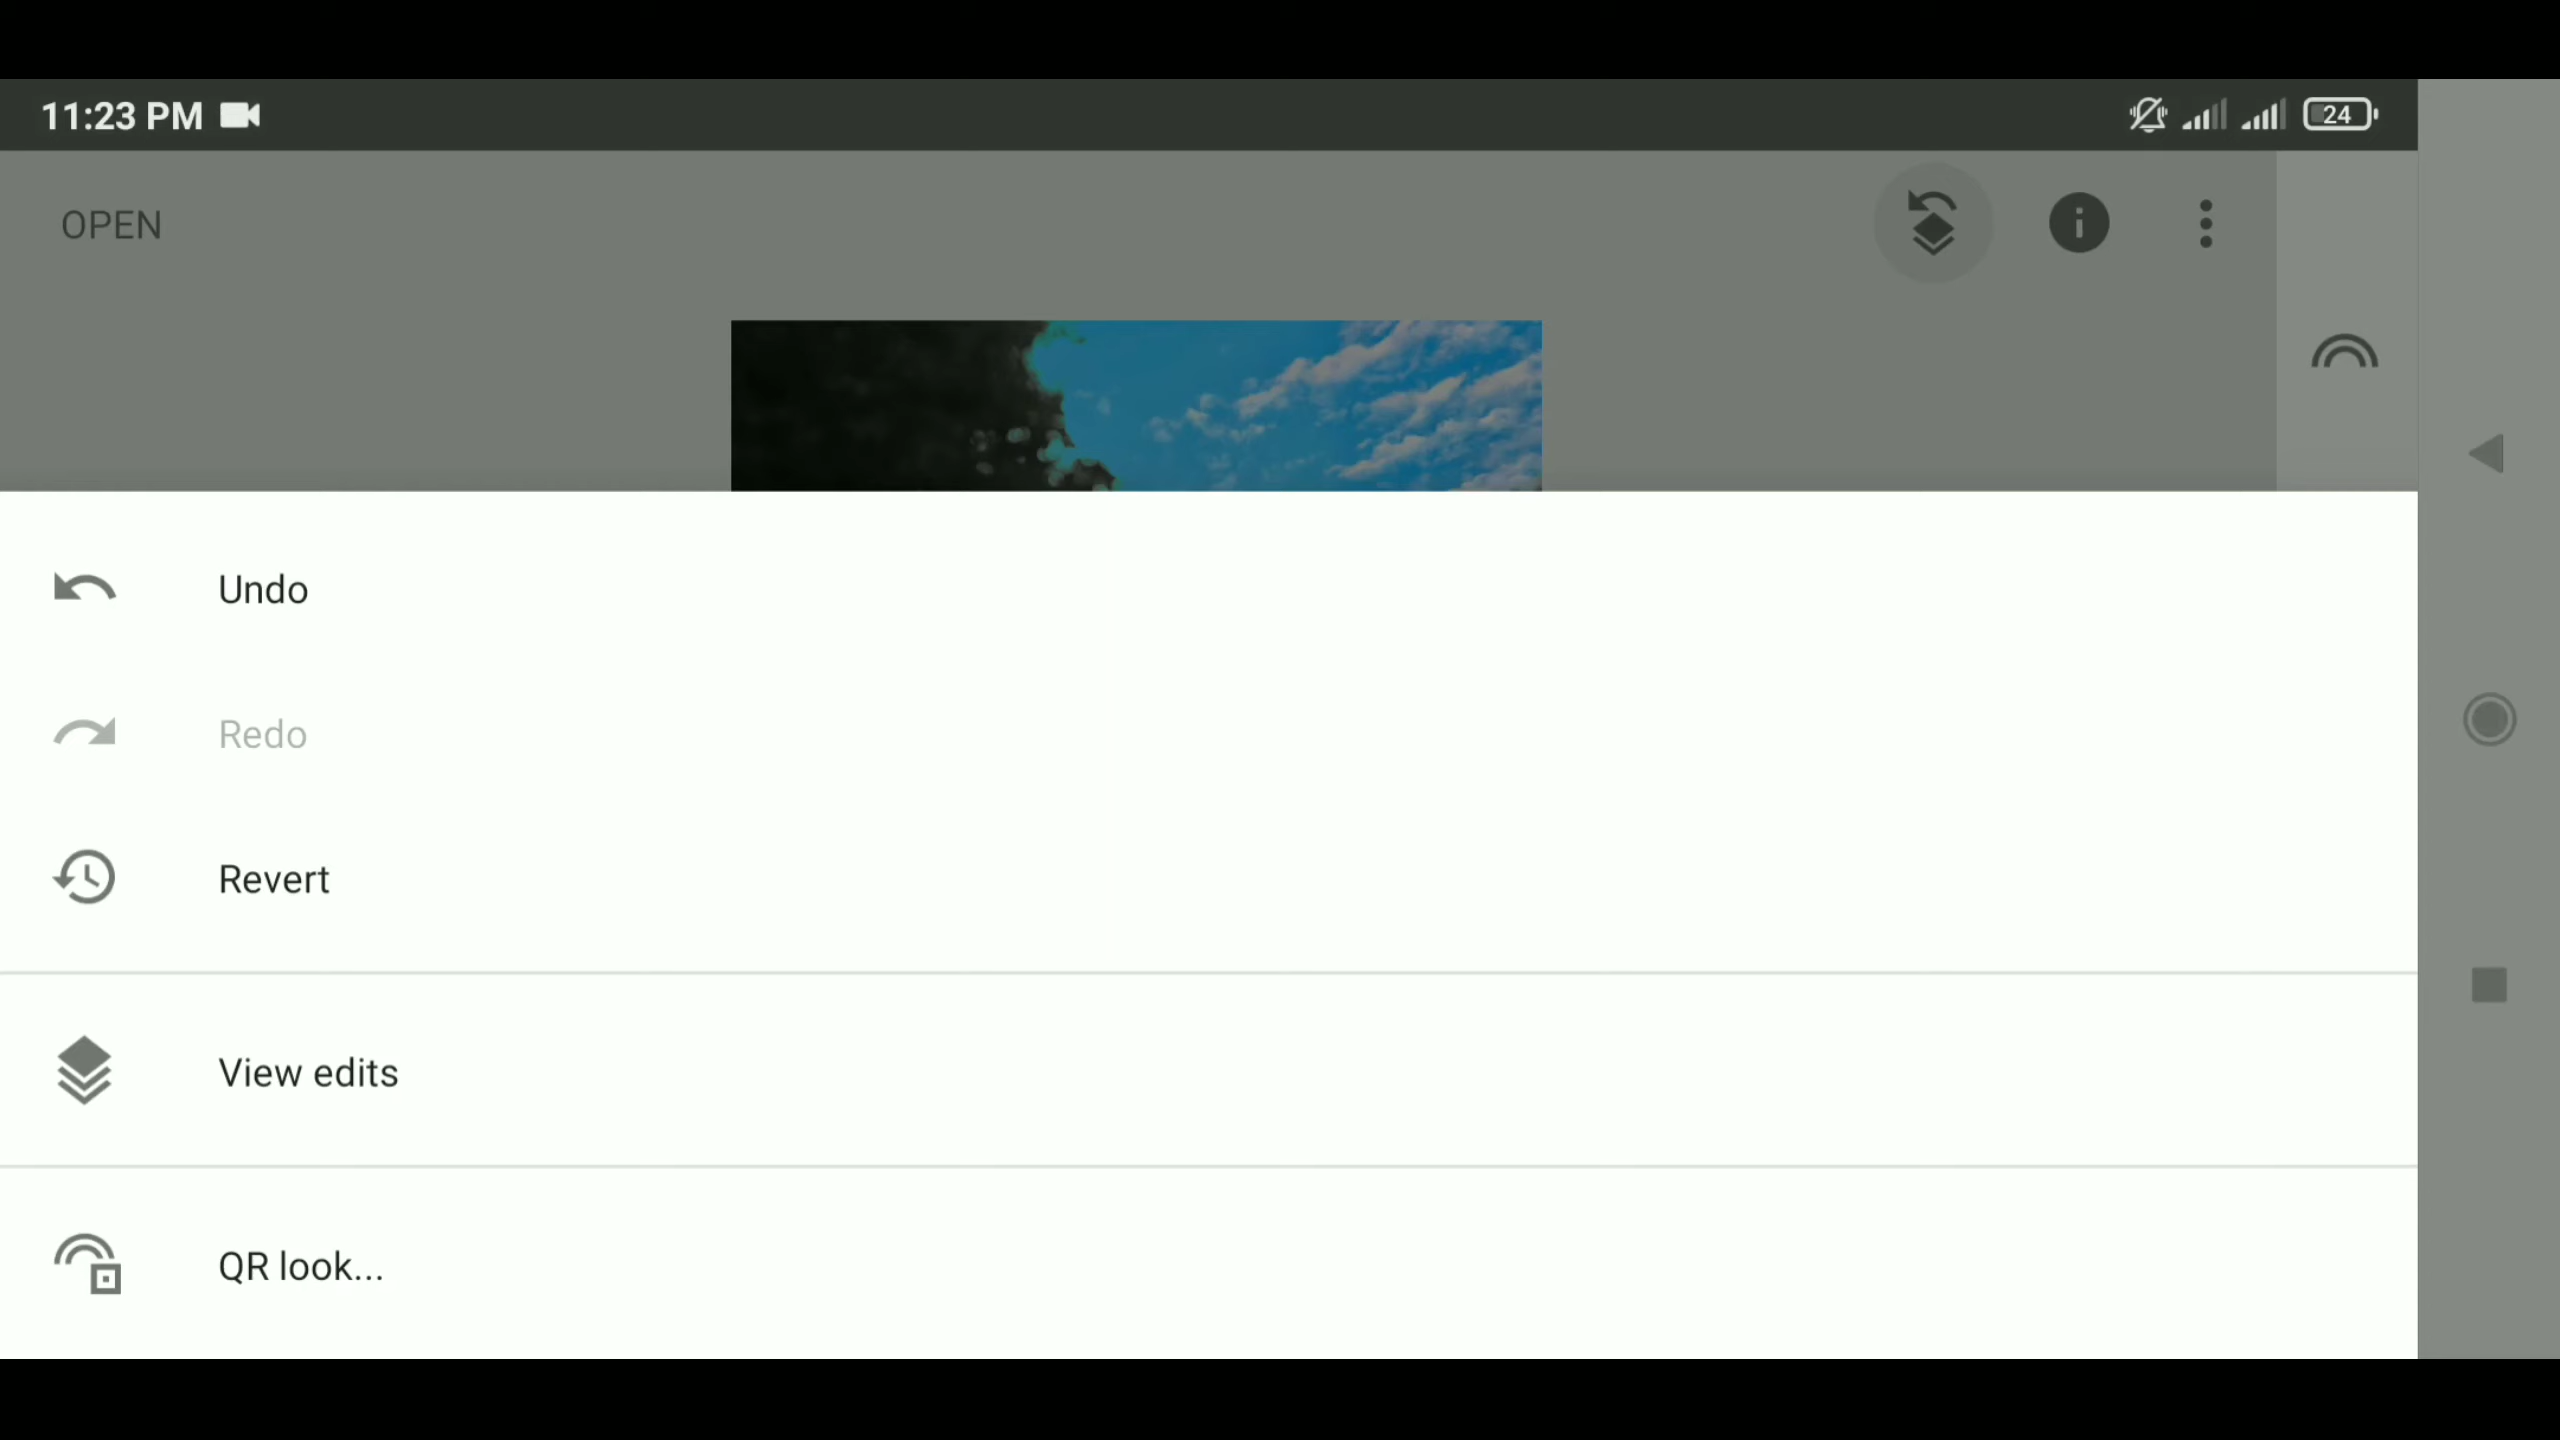 11:23 PM
24
OPEN
Undo
Redo
Revert
View edits
QR look...